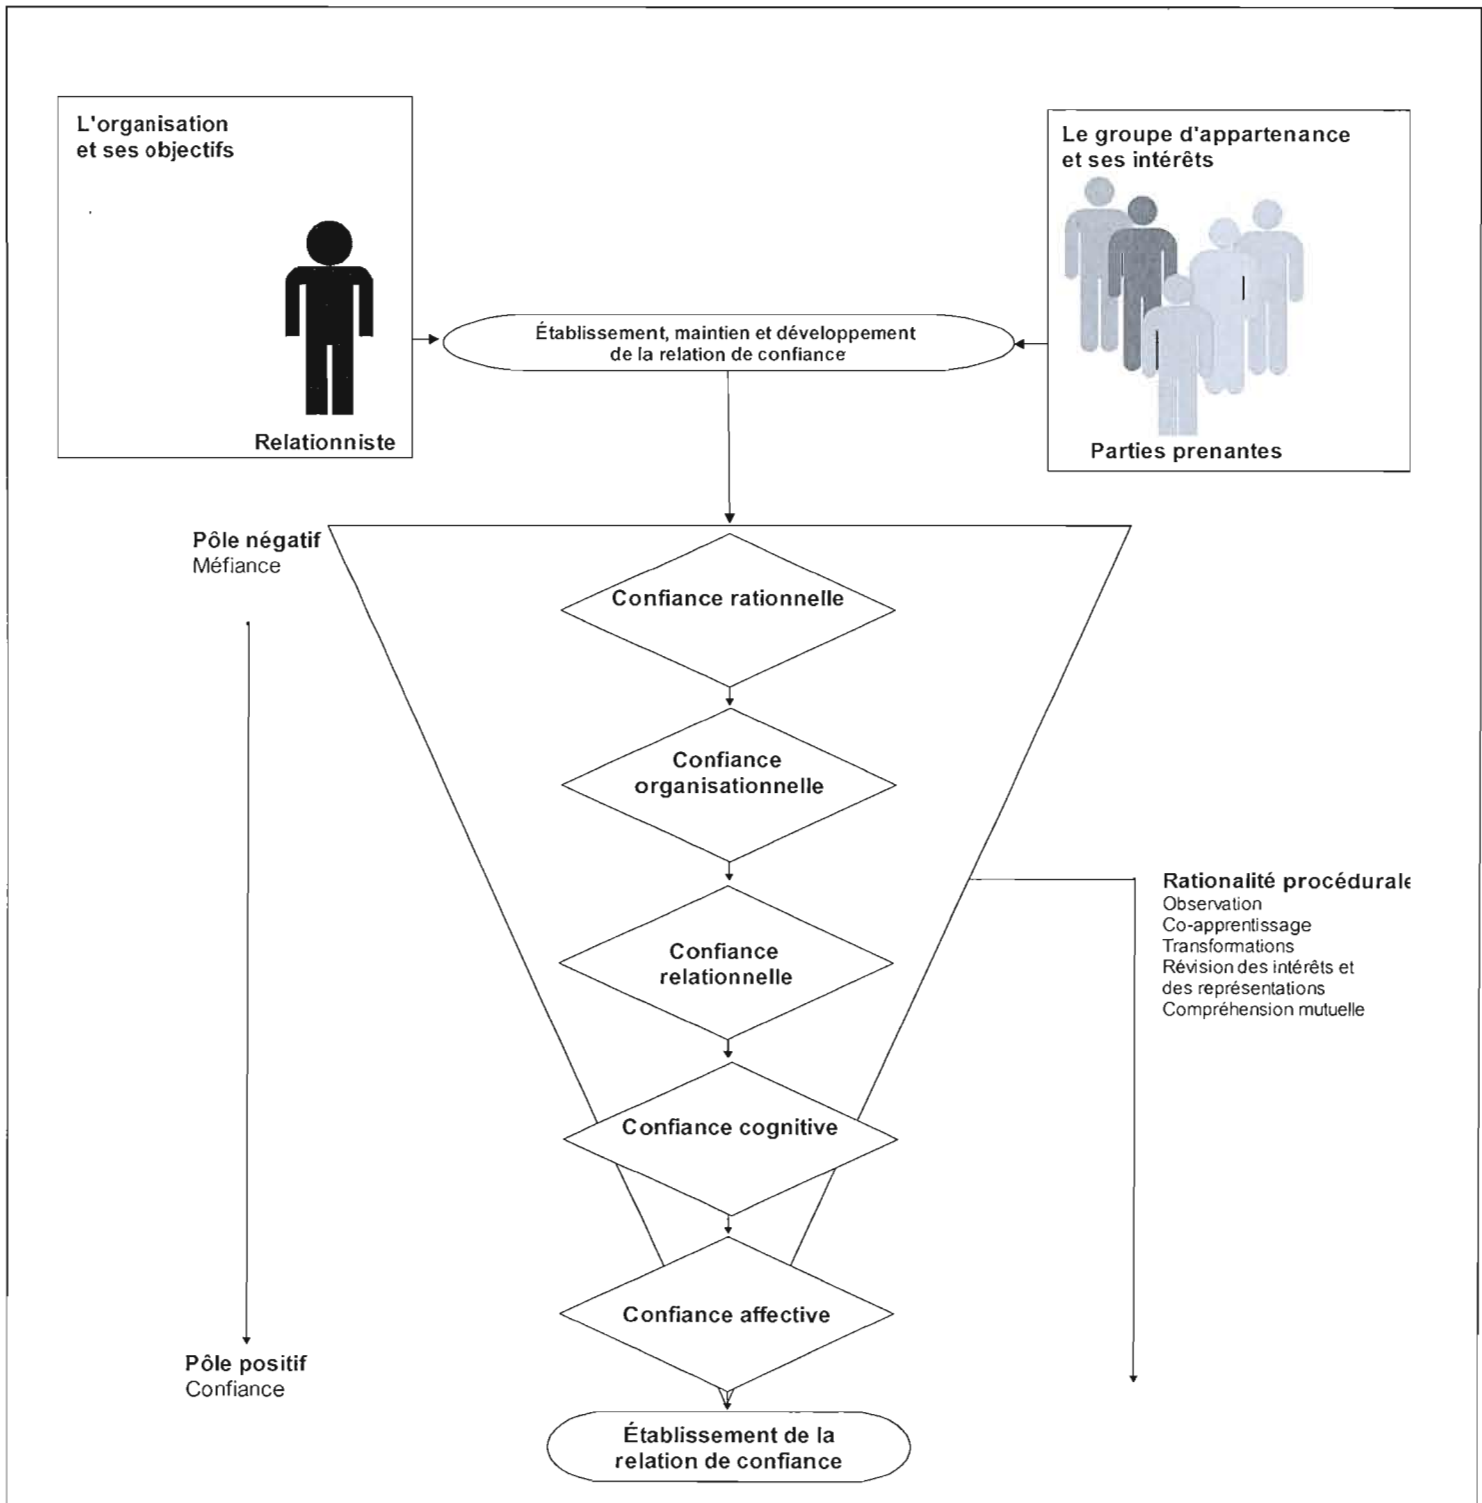 L'organisation
et ses objectifs
Relationniste
Le groupe d'appartenance
et ses intérêts
Parties prenantes
Établissement, maintien et développement
de la relation de confiance
Pôle négatif
Méfiance
Confiance rationnelle
Confiance
organisationnelle
Confiance
relationnelle
Confiance cognitive
Confiance affective
Rationalité procédurale
Observation
Co-apprentissage
Transformations
Révision des intérêts et
des représentations
Compréhension mutuelle
Pôle positif
Confiance
Établissement de la
relation de confiance